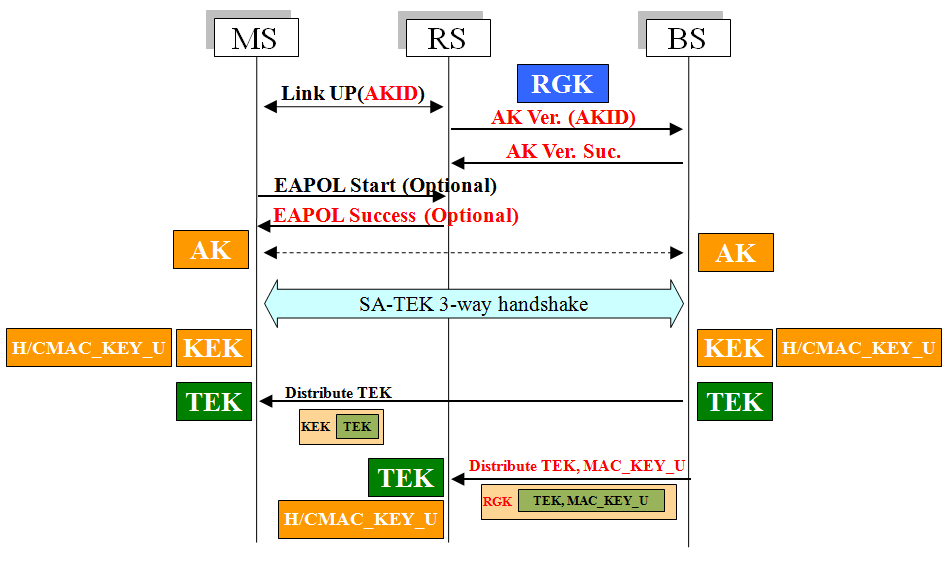 MS
RS
BS
RGK
Link UP(AKID)
AK Ver. (AKID)
AK Ver. Suc.
EAPOL Start (Optional)
EAPOL Success (Optional)
AK
AK
SA-TEK 3-way handshake
H/CMAC_KEY_U
KEK
KEK
H/CMAC_KEY_U
TEK
Distribute TEK
TEK
KEK
TEK
TEK
Distribute TEK, MAC_KEY_U
RGK
TEK, MAC_KEY_U
H/CMAC_KEY_U